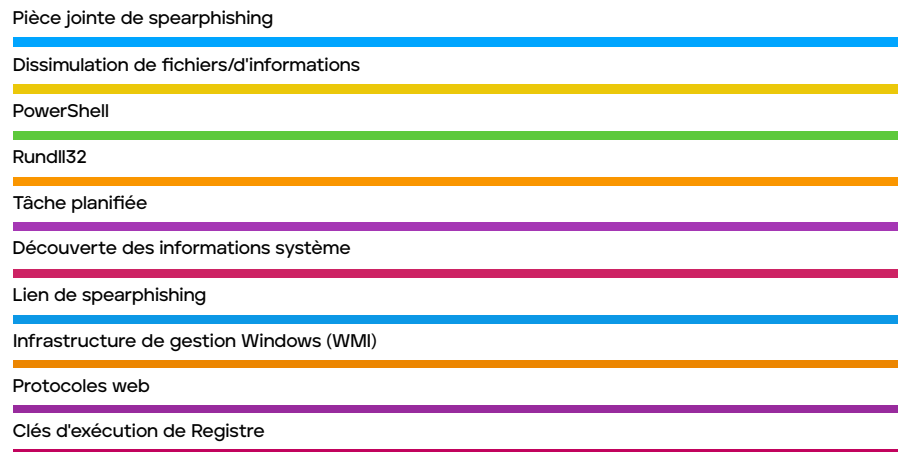 Pièce jointe de spearphishing
Dissimulation de fichiers/d'informations
PowerShell
Rundll32
Tâche planifiée
Découverte des informations système
Lien de spearphishing
Infrastructure de gestion Windows (WMI)
Protocoles web
Clés d'exécution de Registre